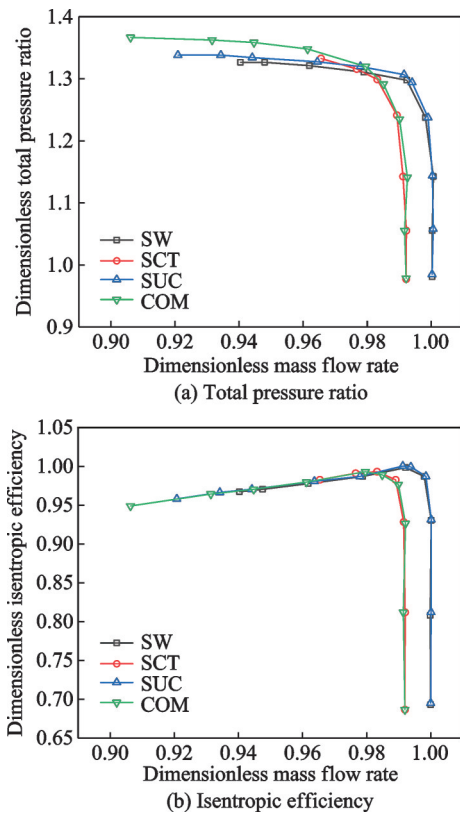 1.4
1.3
1.2
1.1
1.0
0.9
Dimensionless total pressure ratio
SW
SCT
SUC
COM
0.90 0.92 0.94 0.96 0.98 1.00
Dimensionless mass flow rate
(a) Total pressure ratio
1.05
1.00
0.95
0.90
0.85
0.80
0.75
0.70
0.65
Dimensionless isentropic efficiency
SW
SCT
SUC
COM
0.90 0.92 0.94 0.96 0.98 1.00
Dimensionless mass flow rate
(b) Isentropic efficiency